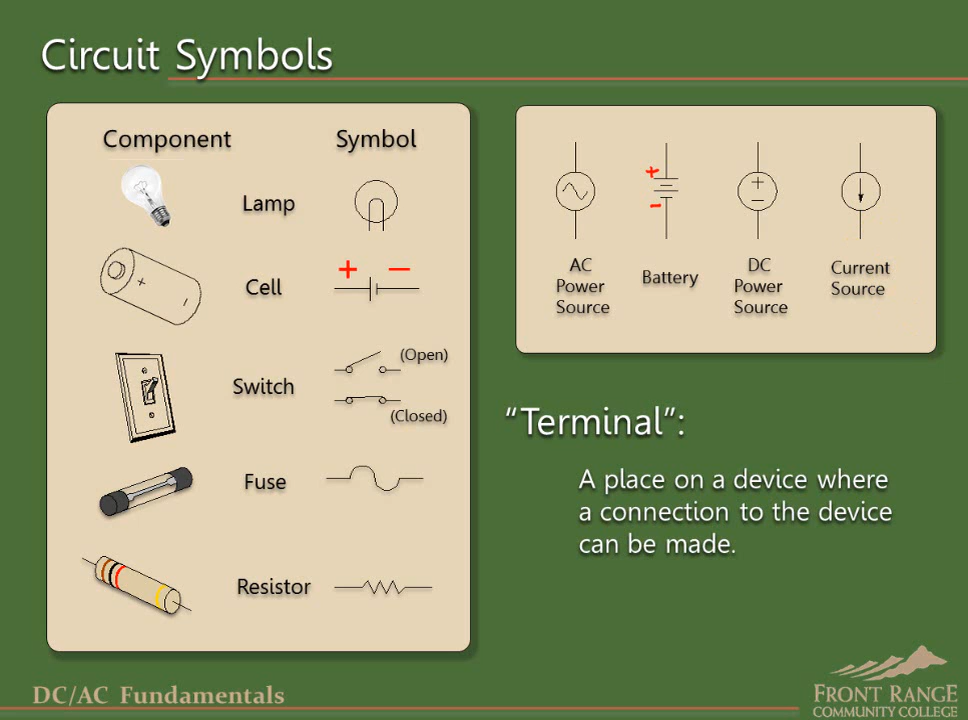 Circuit Symbols
Component Symbol
Lamp
+ −
Cell
+ -
(Open)
Switch
(Closed)
Fuse
Resistor
+
-
+
−
AC
Power
Source
Battery
DC
Power
Source
Current
Source
“Terminal”:
A place on a device where
a connection to the device
can be made.
DC/AC Fundamentals
FRONT RANGE
COMMUNITY COLLEGE